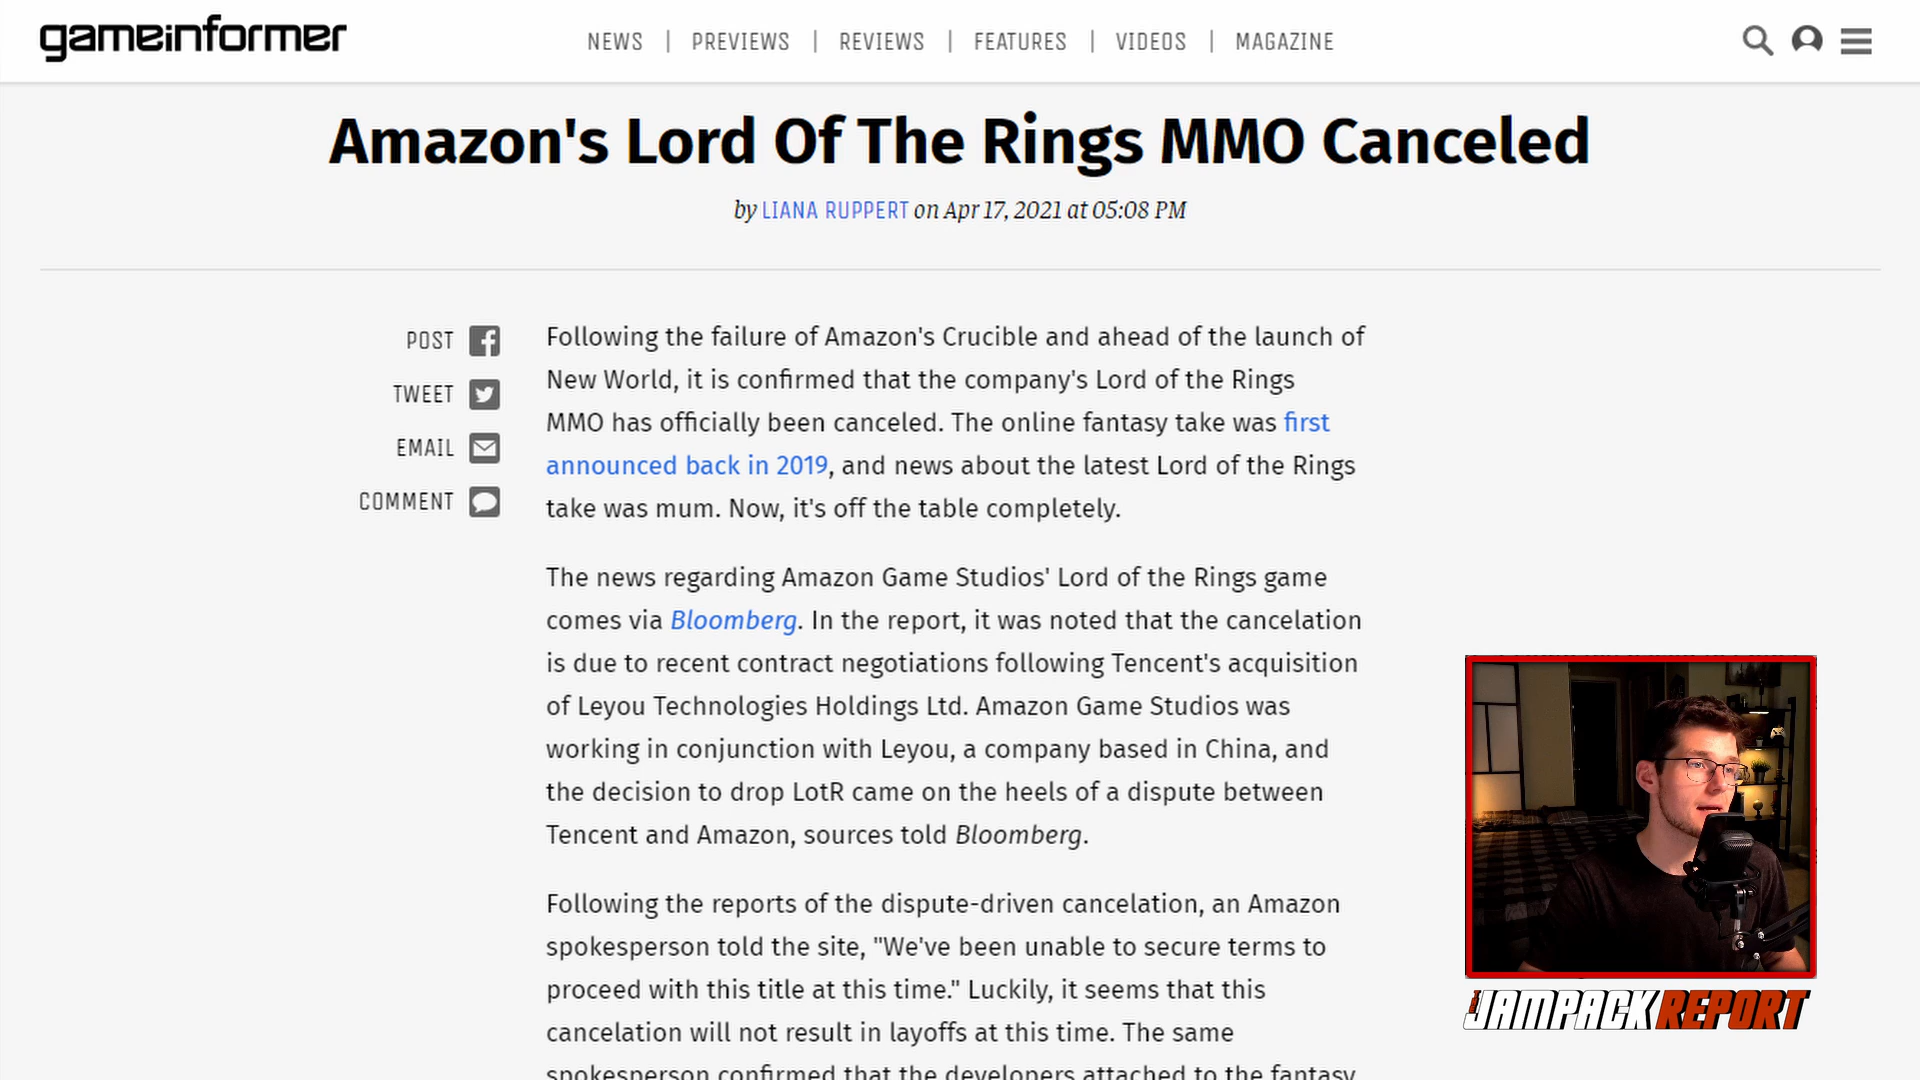 gameinformer
NEWS | PREVIEWS | REVIEWS | FEATURES | VIDEOS | MAGAZINE
Amazon's Lord Of The Rings MMO Canceled
by LIANA RUPPERT on Apr 17, 2021 at 05:08 PM
POST
TWEET
EMAIL
COMMENT
Following the failure of Amazon's Crucible and ahead of the launch of
New World, it is confirmed that the company's Lord of the Rings
MMO has officially been canceled. The online fantasy take was first
announced back in 2019, and news about the latest Lord of the Rings
take was mum. Now, it's off the table completely.
The news regarding Amazon Game Studios' Lord of the Rings game
comes via Bloomberg. In the report, it was noted that the cancelation
is due to recent contract negotiations following Tencent's acquisition
of Leyou Technologies Holdings Ltd. Amazon Game Studios was
working in conjunction with Leyou, a company based in China, and
the decision to drop LotR came on the heels of a dispute between
Tencent and Amazon, sources told Bloomberg.
Following the reports of the dispute-driven cancelation, an Amazon
spokesperson told the site, "We've been unable to secure terms to
proceed with this title at this time." Luckily, it seems that this
cancelation will not result in layoffs at this time. The same
spokesperson confirmed that the developers attached to the fantasy
THE JAMPACK REPORT